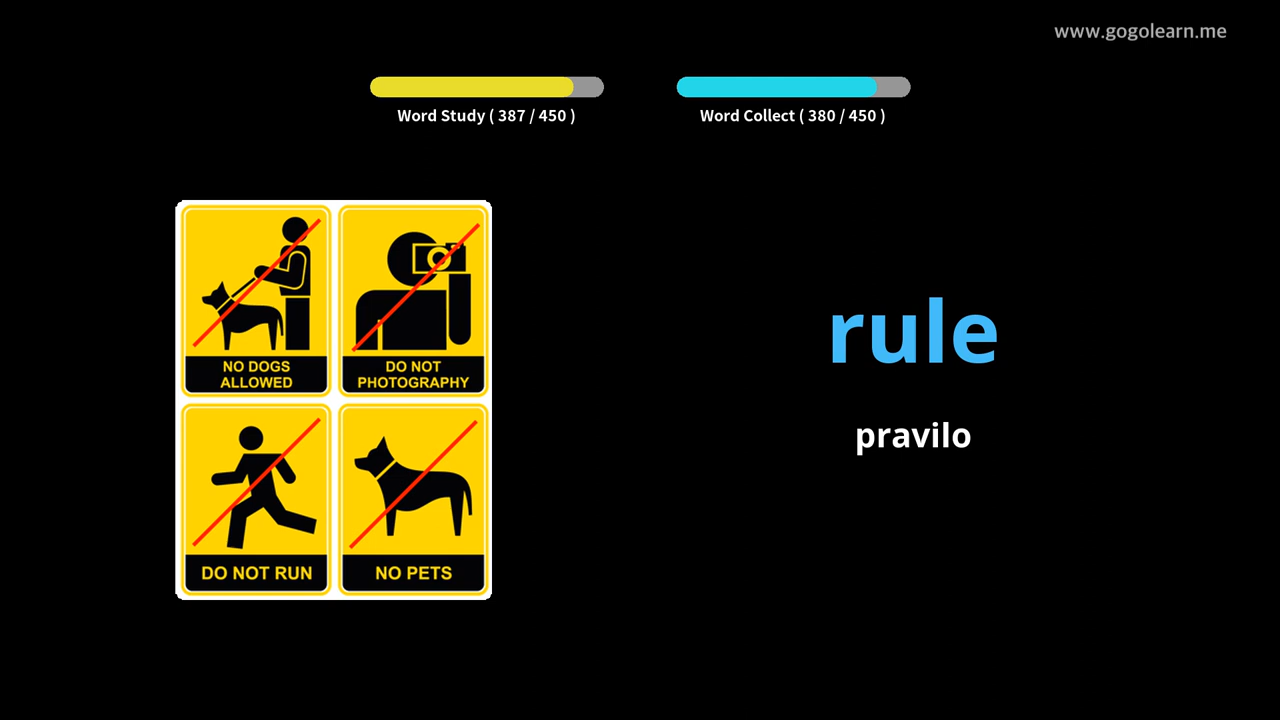 www.gogolearn.me
Word Study ( 387 / 450 )
Word Collect ( 380 / 450 )
NO DOGS
ALLOWED
DO NOT
PHOTOGRAPHY
DO NOT RUN
NO PETS
rule
pravilo